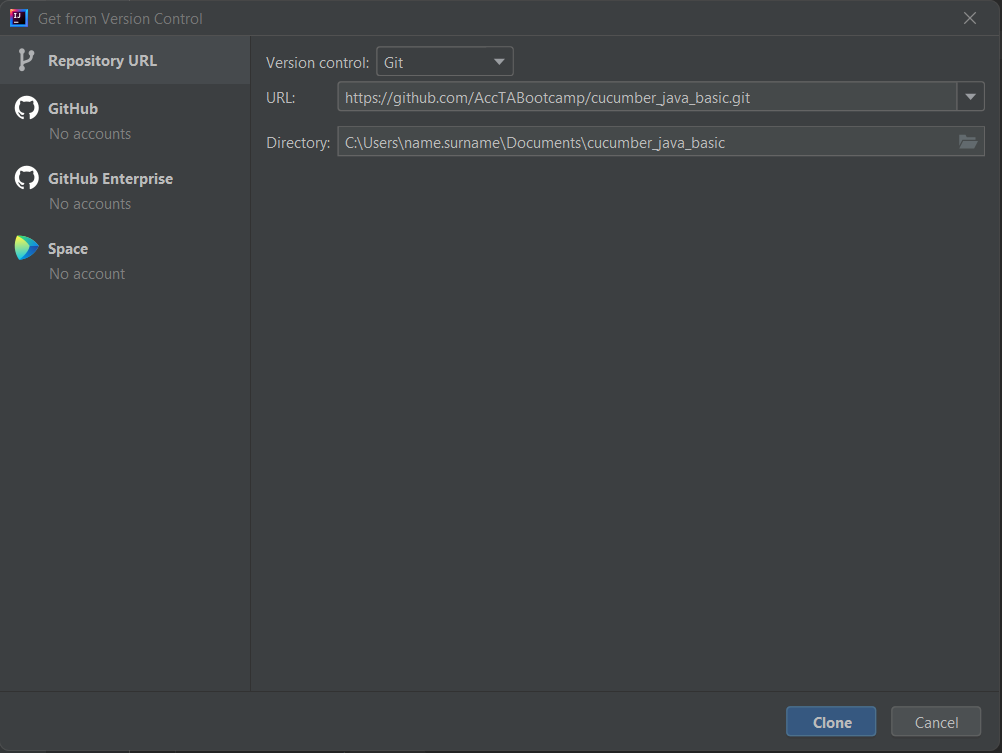 Get from Version Control
Repository URL
GitHub
No accounts
GitHub Enterprise
No accounts
Space
No account
Version control: Git
URL: https://github.com/AccTABootcamp/cucumber_java_basic.git
Directory: C:\Users\name.surname\Documents\cucumber_java_basic
Clone Cancel